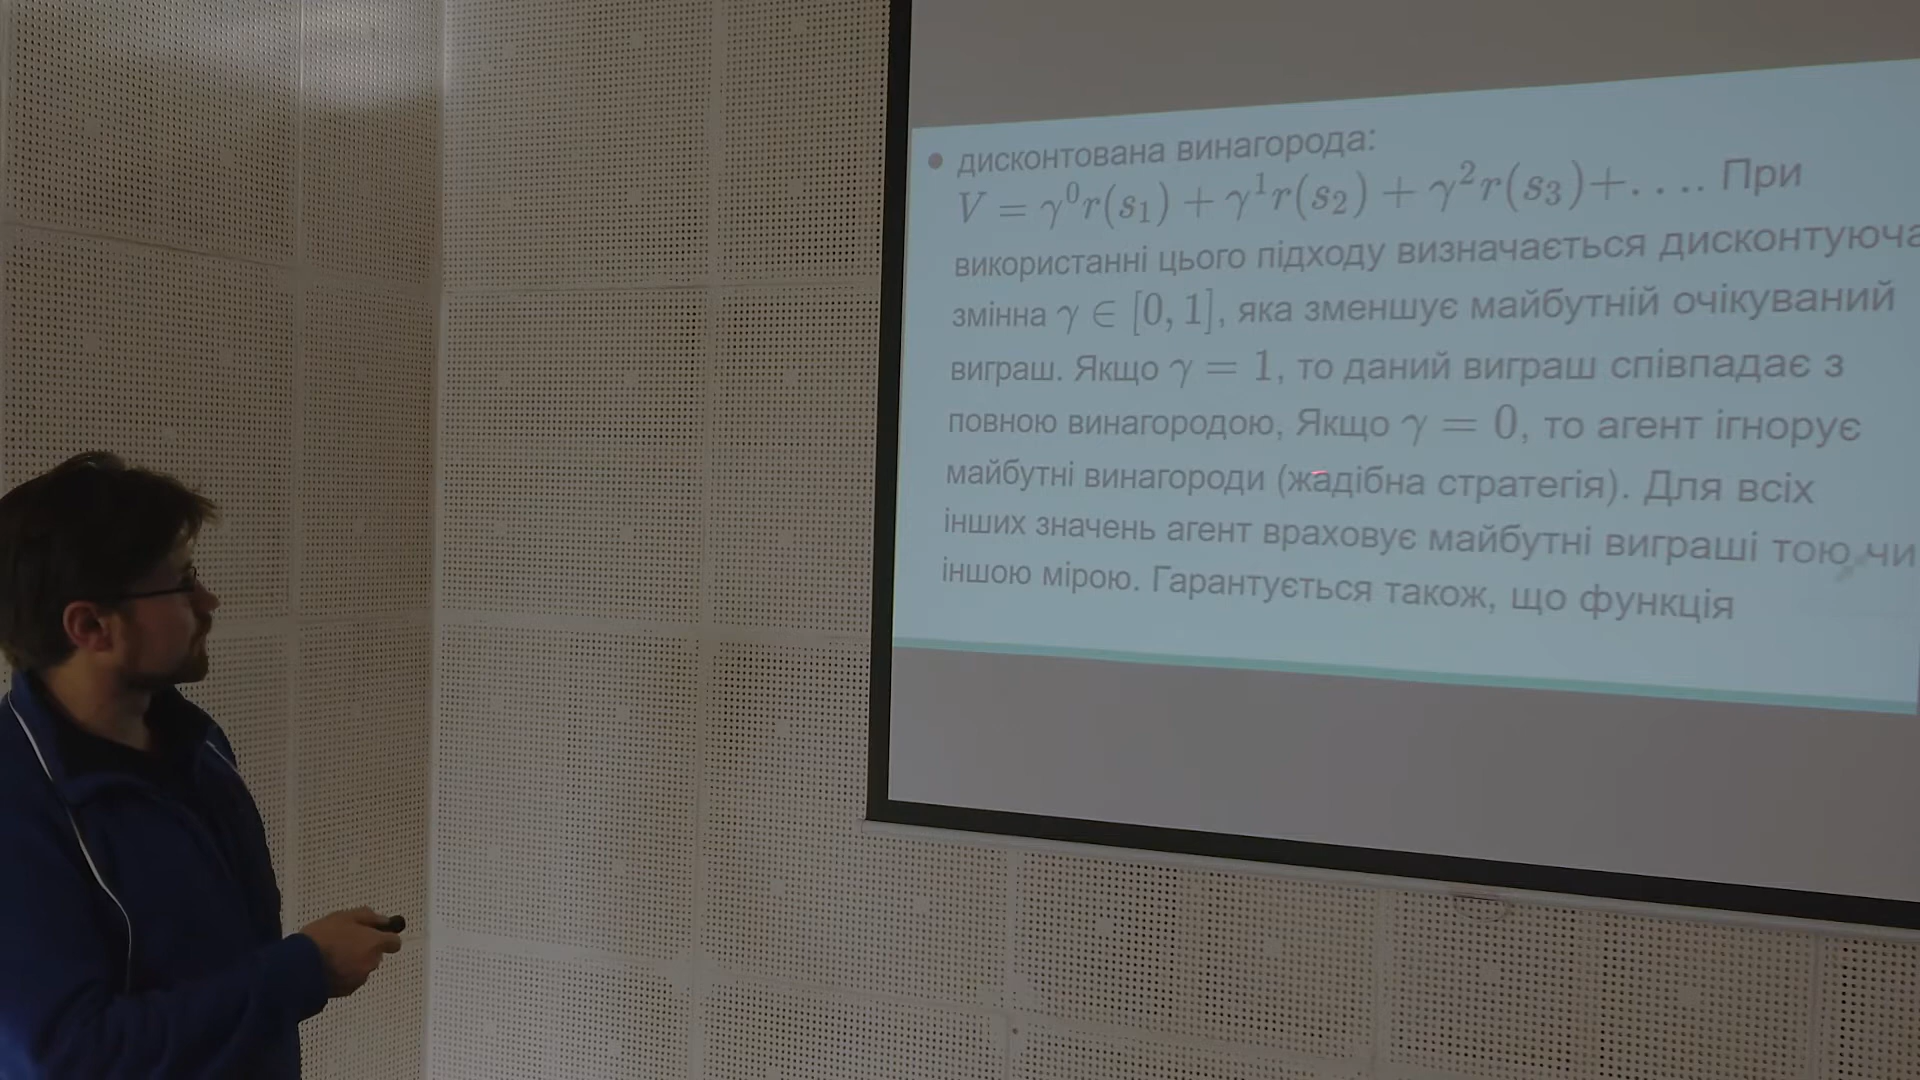 • дисконтована винагорода:
V = γ⁰r(s₁) + γ¹r(s₂) + γ²r(s₃)+.... При
використанні цього підходу визначається дисконтуюча
змінна γ ∈ [0, 1], яка зменшує майбутній очікуваний
виграш. Якщо γ = 1, то даний виграш співпадає з
повною винагородою, Якщо γ = 0, то агент ігнорує
майбутні винагороди (жадібна стратегія). Для всіх
інших значень агент враховує майбутні виграші тою чи
іншою мірою. Гарантується також, що функція